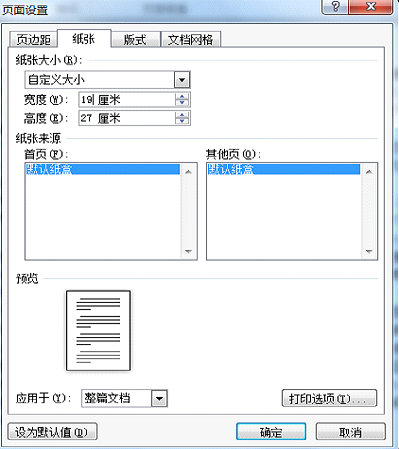 页面设置
页边距 纸张 版式 文档网格
纸张大小(R):
自定义大小
宽度(W): 19 厘米
高度(E): 27 厘米
纸张来源
首页(F): 其他页(O):
默认纸盒 默认纸盒
预览
应用于(Y): 整篇文档 打印选项(T)...
设为默认值(D) 确定 取消